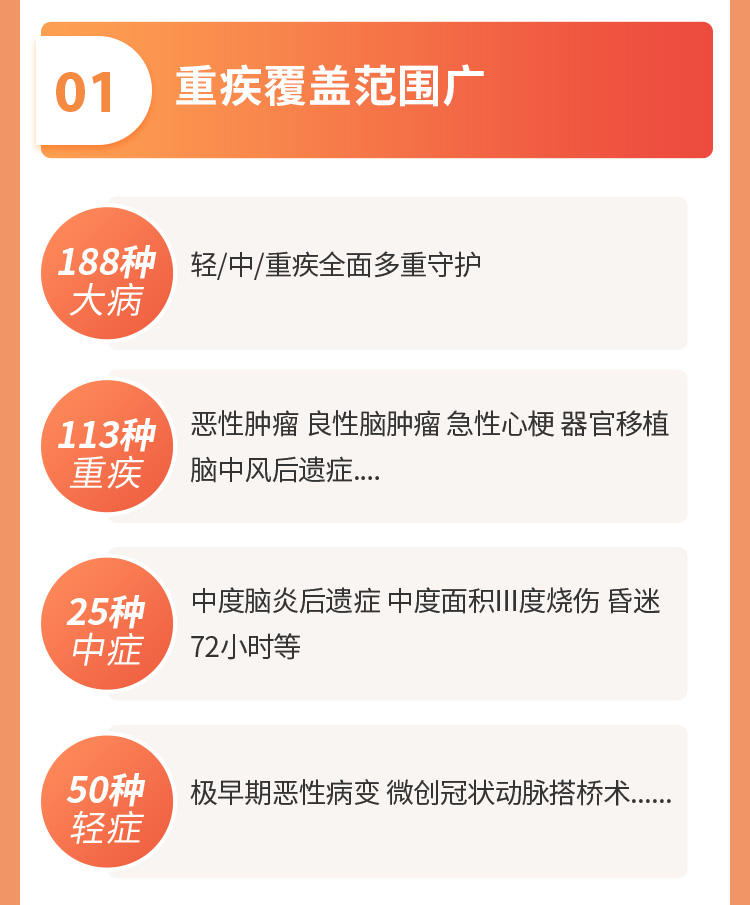 01
重疾覆盖范围广
188种
大病
轻/中/重疾全面多重守护
113种
重疾
恶性肿瘤 良性脑肿瘤 急性心梗 器官移植
脑中风后遗症....
25种
中症
中度脑炎后遗症 中度面积III度烧伤 昏迷
72小时等
50种
轻症
极早期恶性病变 微创冠状动脉搭桥术......